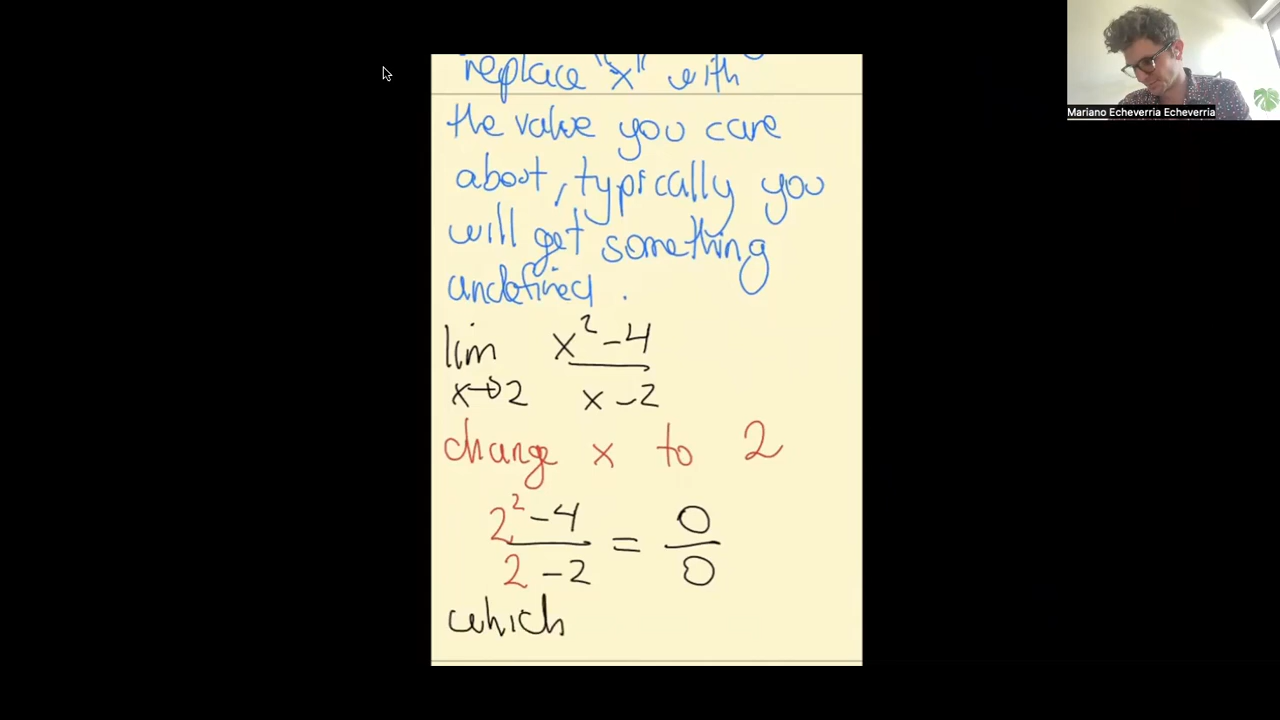 replace "x" with
the value you care
about, typically you
will get something
undefined.
lim x→2 x²-4 / x-2
change x to 2
2²-4 / 2-2 = 0/0
which
Mariano Echeverria Echeverria